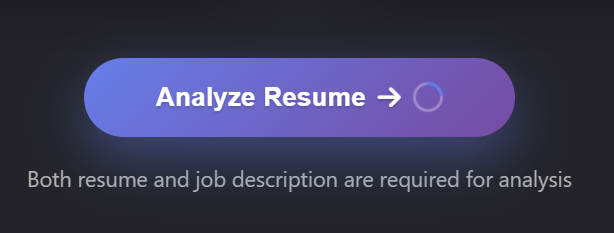 Analyze Resume →
Both resume and job description are required for analysis